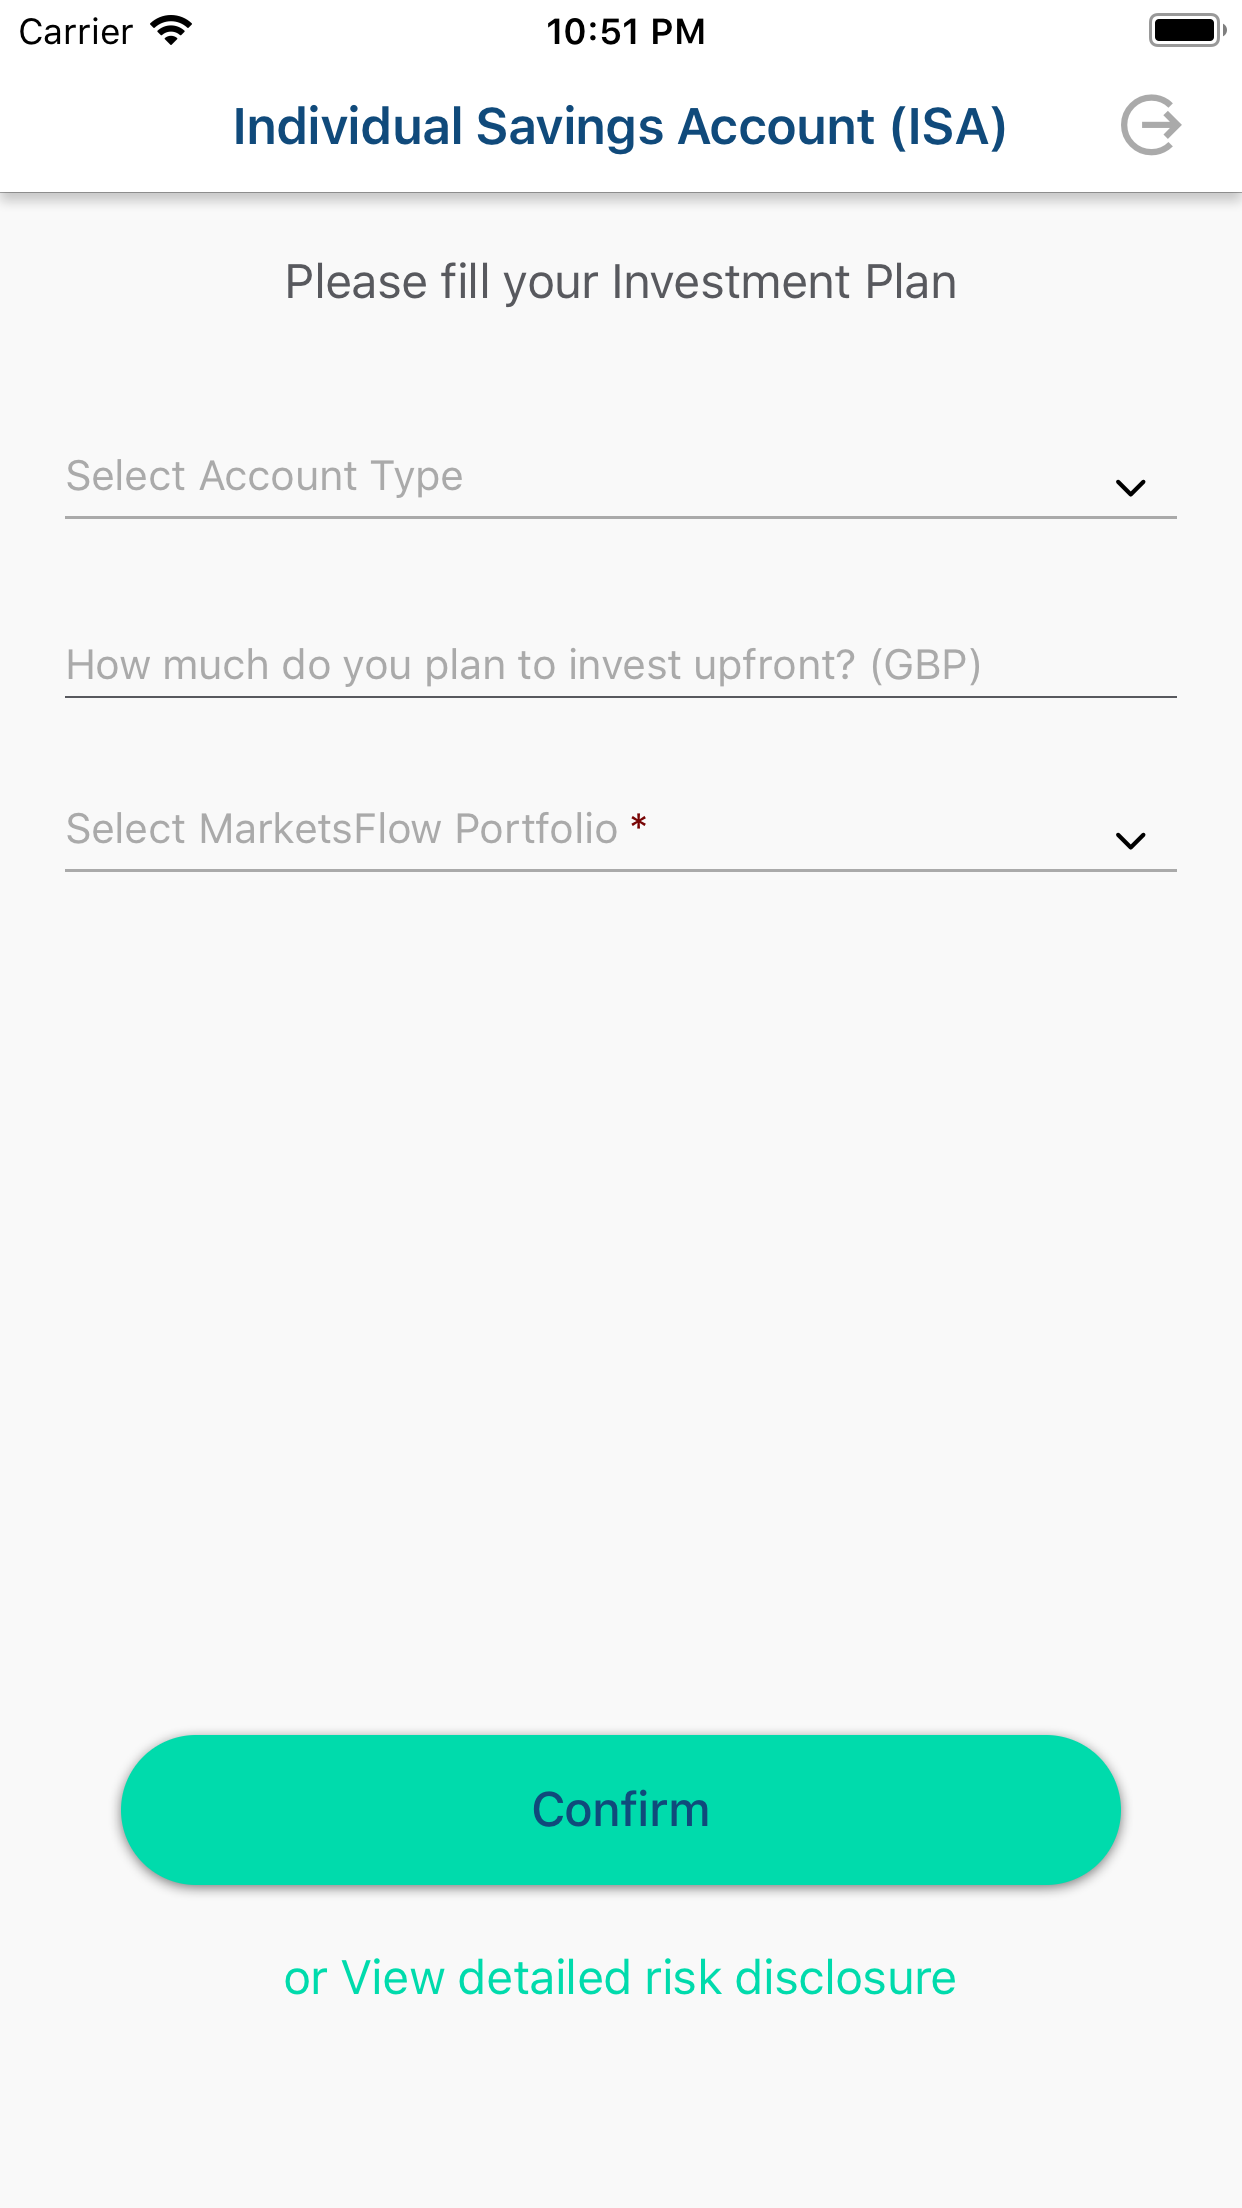 Carrier 10:51 PM
Individual Savings Account (ISA)
Please fill your Investment Plan
Select Account Type
How much do you plan to invest upfront? (GBP)
Select MarketsFlow Portfolio *
Confirm
or View detailed risk disclosure